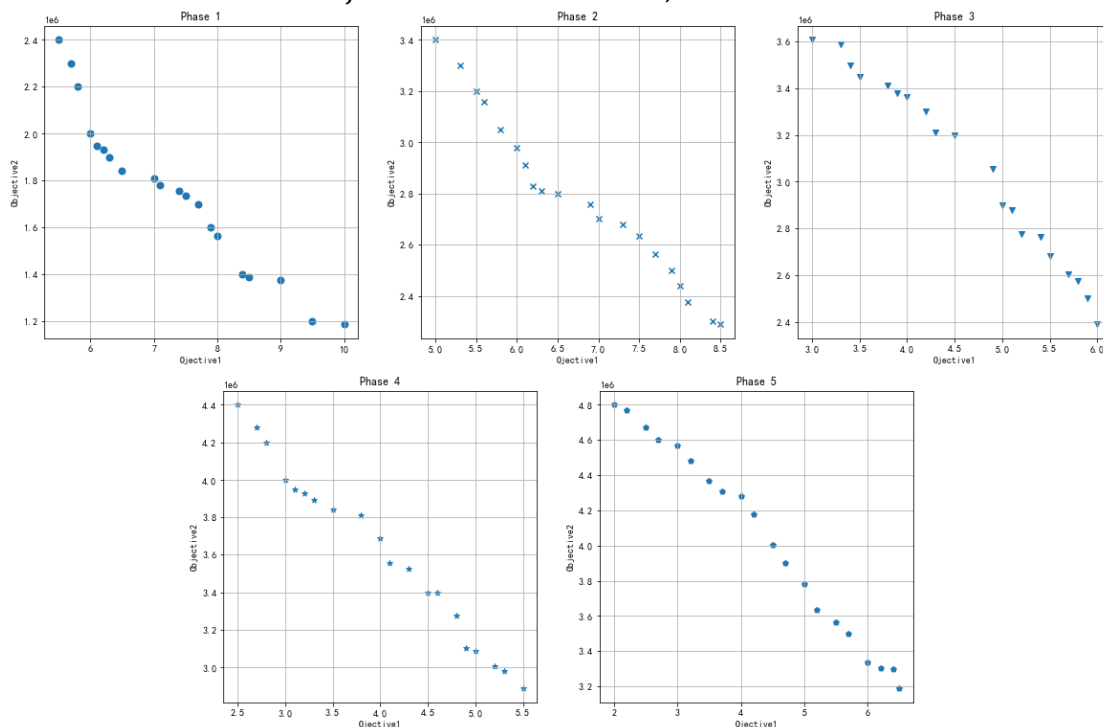 Phase 1
1e6
2.4
2.2
2.0
1.8
1.6
1.4
1.2
Objective2
6 7 8 9 10
Ojective1
Phase 2
1e6
3.4
3.2
3.0
2.8
2.6
2.4
Objective2
5.0 5.5 6.0 6.5 7.0 7.5 8.0 8.5
Ojective1
Phase 3
1e6
3.6
3.4
3.2
3.0
2.8
2.6
2.4
Objective2
3.0 3.5 4.0 4.5 5.0 5.5 6.0
Ojective1
Phase 4
1e6
4.4
4.2
4.0
3.8
3.6
3.4
3.2
3.0
Objective2
2.5 3.0 3.5 4.0 4.5 5.0 5.5
Ojective1
Phase 5
1e6
4.8
4.6
4.4
4.2
4.0
3.8
3.6
3.4
3.2
Objective2
2 3 4 5 6
Ojective1